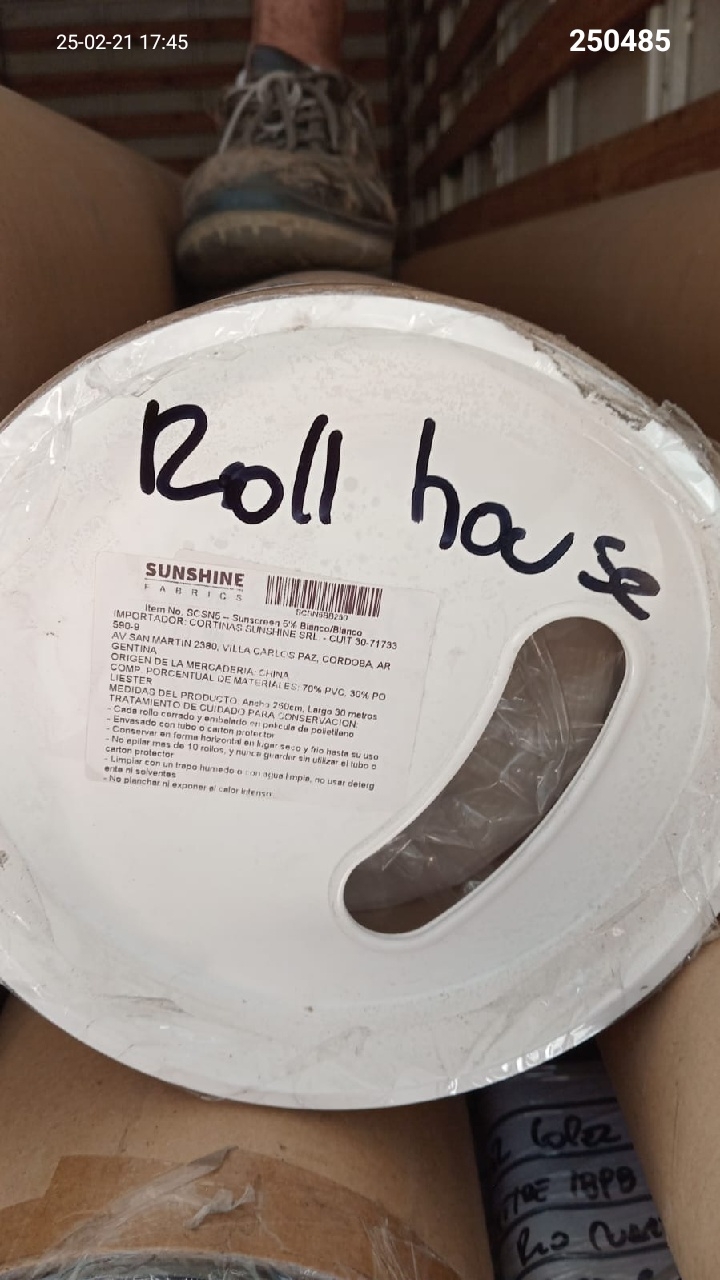 25-02-21 17:45
250485
Roll house
SUNSHINE
FABRICS
Item No. SCSN5 – Sunscreen 5% Blanco/Blanco
IMPORTADOR: CORTINAS SUNSHINE SRL - CUIT 30-71733
590-9
AV SAN MARTIN 2380, VILLA CARLOS PAZ, CORDOBA, AR
GENTINA
ORIGEN DE LA MERCADERIA: CHINA
COMP. PORCENTUAL DE MATERIALES: 70% PVC, 30% PO
LIESTER
MEDIDAS DEL PRODUCTO: Ancho 250cm, Largo 30 metros
TRATAMIENTO DE CUIDADO PARA CONSERVACION:
- Cada rollo cerrado y embalado en pelicula de polietileno
- Envasado con tubo o carton protector
- Conservar en forma horizontal en lugar seco y frio hasta su uso
- No apilar mas de 10 rollos, y nunca guardar sin utilizar el tubo o
carton protector
- Limpiar con un trapo humedo o con agua limpia, no usar deterg
ente ni solventes
- No planchar ni exponer al calor intenso
Rio